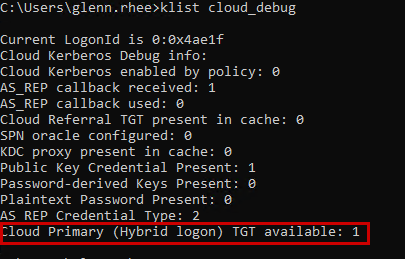 C:\Users\glenn.rhee>klist cloud_debug
Current LogonId is 0:0x4ae1f
Cloud Kerberos Debug info:
Cloud Kerberos enabled by policy: 0
AS_REP callback received: 1
AS_REP callback used: 0
Cloud Referral TGT present in cache: 0
SPN oracle configured: 0
KDC proxy present in cache: 0
Public Key Credential Present: 1
Password-derived Keys Present: 0
Plaintext Password Present: 0
AS_REP Credential Type: 2
Cloud Primary (Hybrid logon) TGT available: 1